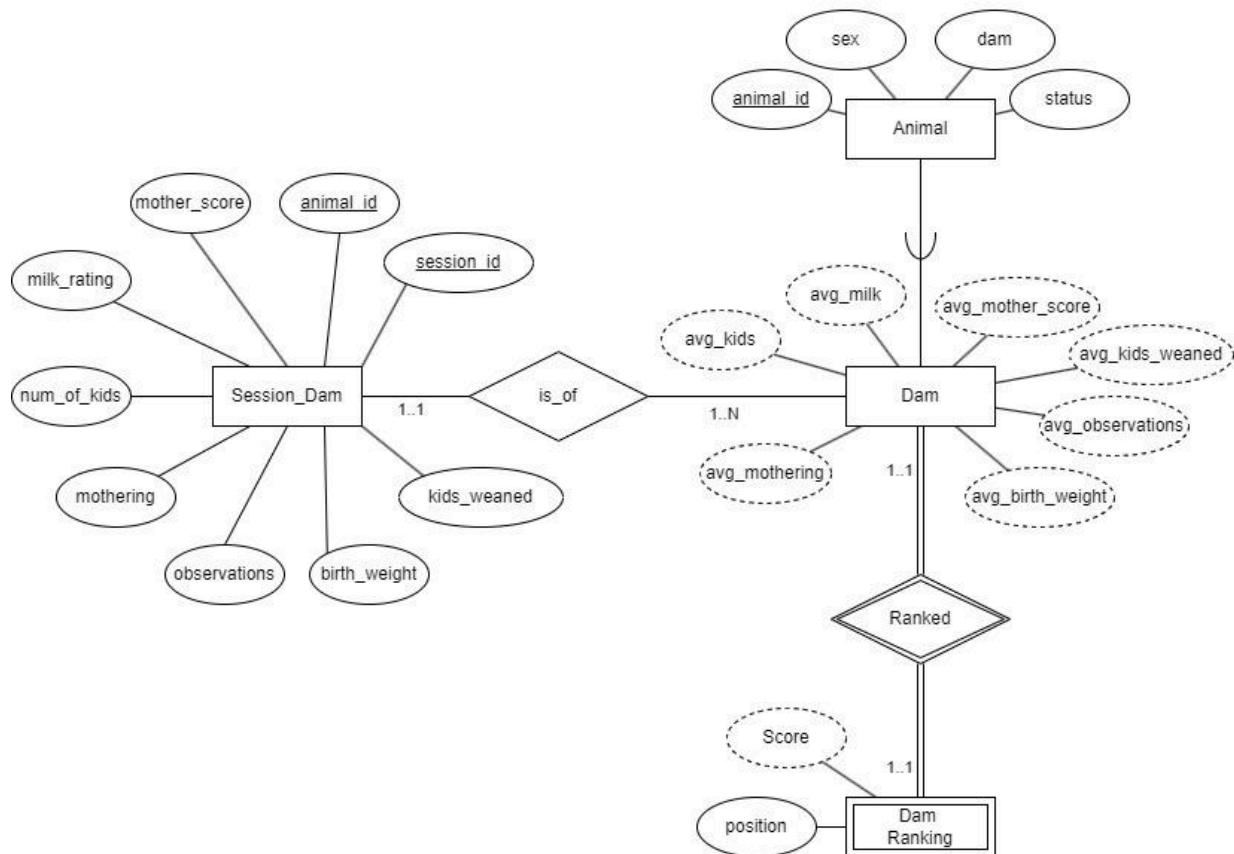 sex
dam
animal_id
status
Animal
mother_score
animal_id
session_id
milk_rating
avg_milk
avg_mother_score
avg_kids
avg_kids_weaned
num_of_kids
Session_Dam
is_of
Dam
1..1
1..N
avg_observations
mothering
kids_weaned
avg_mothering
1..1
avg_birth_weight
observations
birth_weight
Ranked
Score
1..1
position
Dam
Ranking